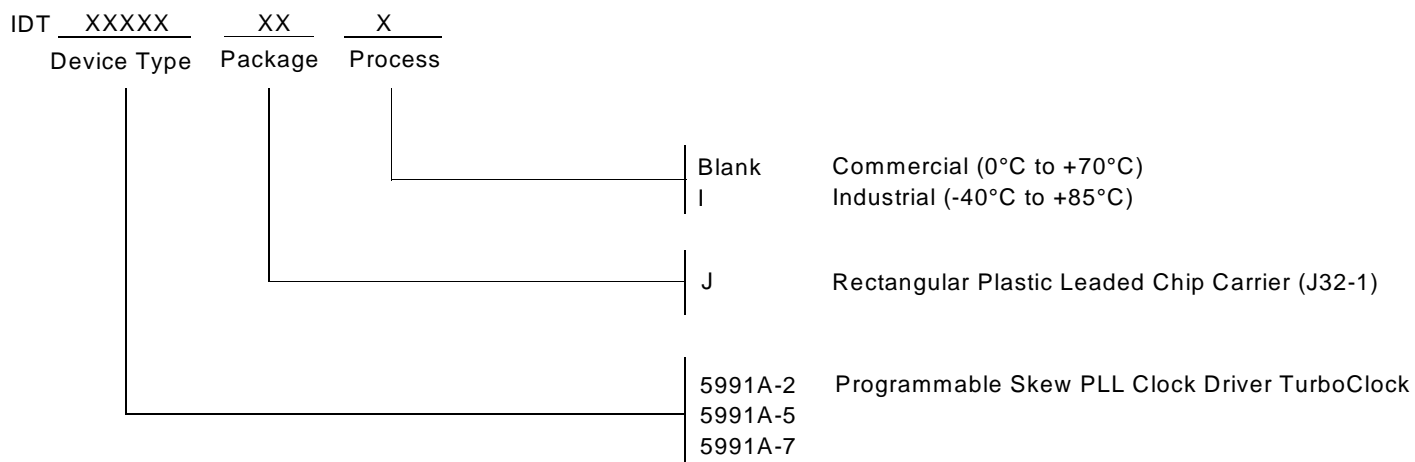 IDT XXXXX XX X
Device Type Package Process
Blank Commercial (0°C to +70°C)
I Industrial (-40°C to +85°C)
J Rectangular Plastic Leaded Chip Carrier (J32-1)
5991A-2 Programmable Skew PLL Clock Driver TurboClock
5991A-5
5991A-7